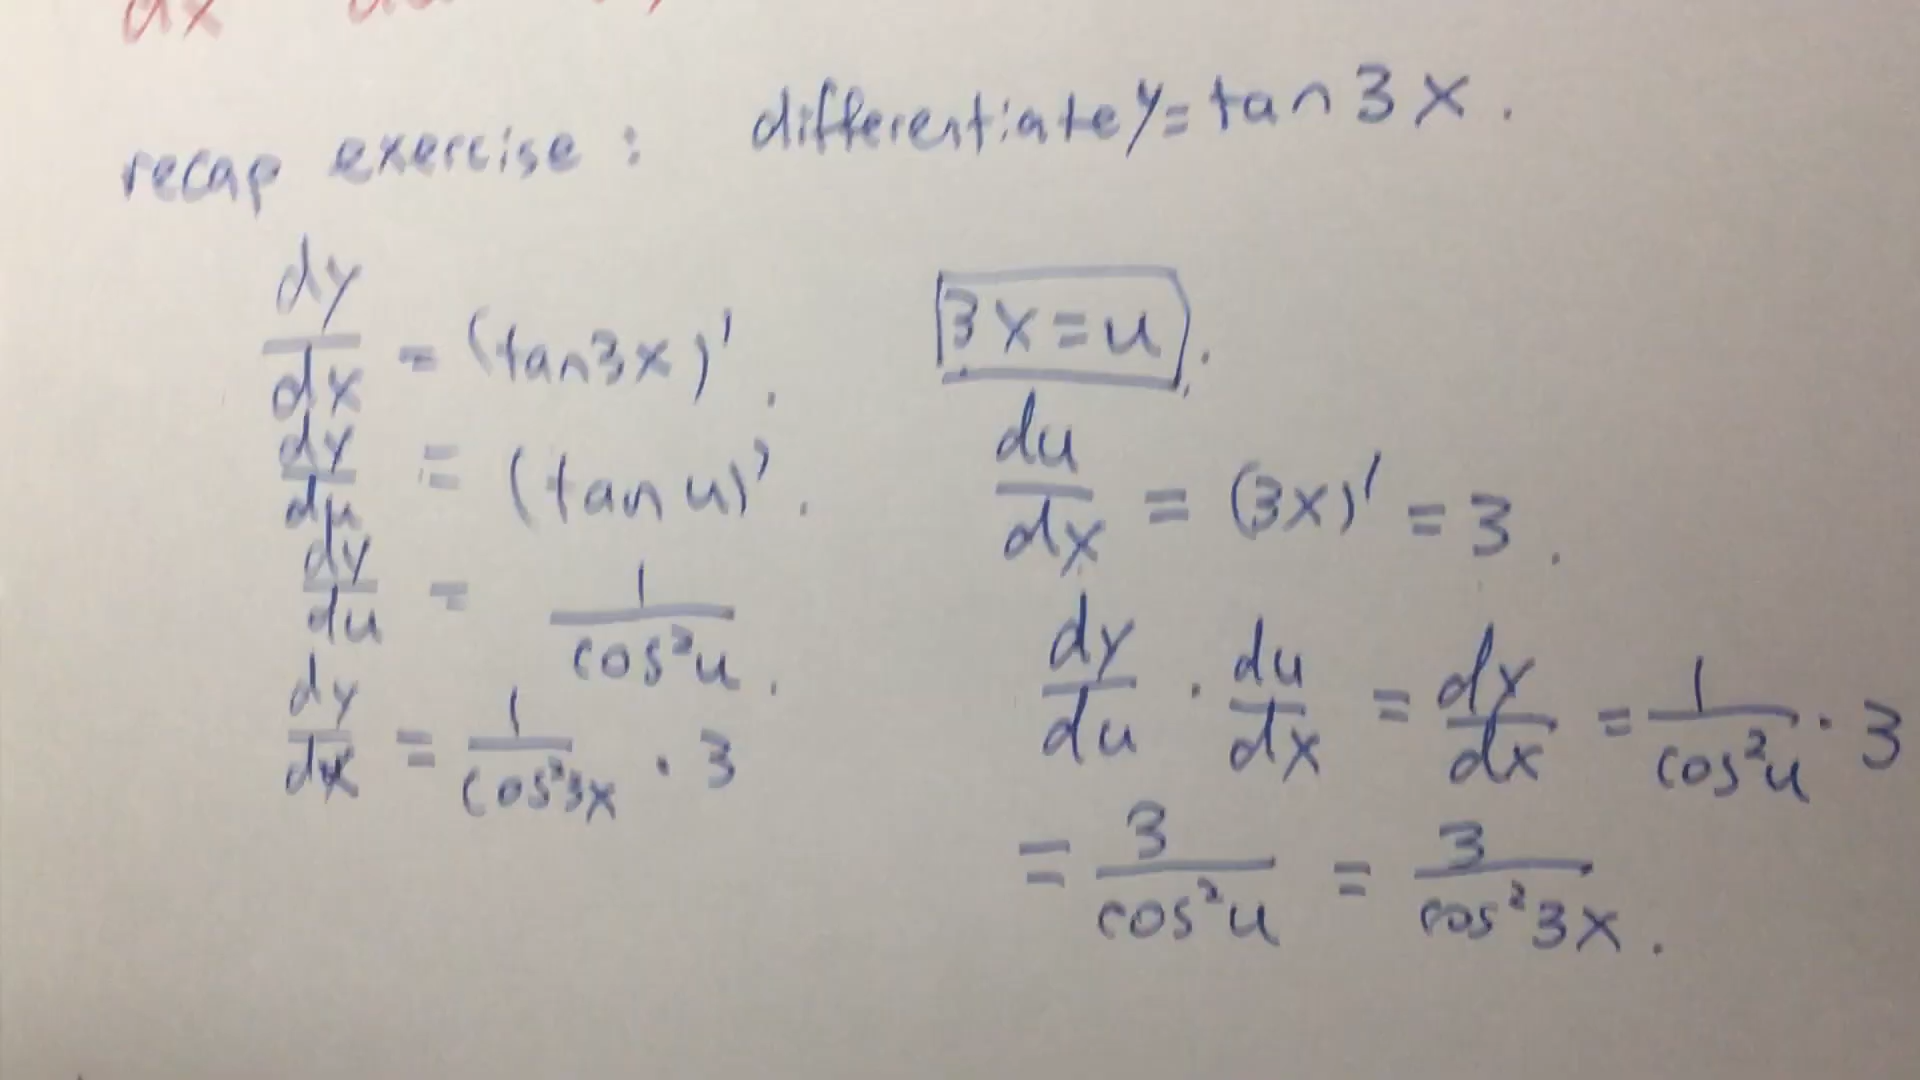 recap exercise : differentiate y = tan 3x .
dy/dx = (tan3x)' .
dy/du = (tan u)' .
dy/du = 1/cos²u .
dy/dx = 1/cos²3x · 3
3x = u .
du/dx = (3x)' = 3 .
dy/du · du/dx = dy/dx = 1/cos²u · 3
= 3/cos²u = 3/cos²3x .